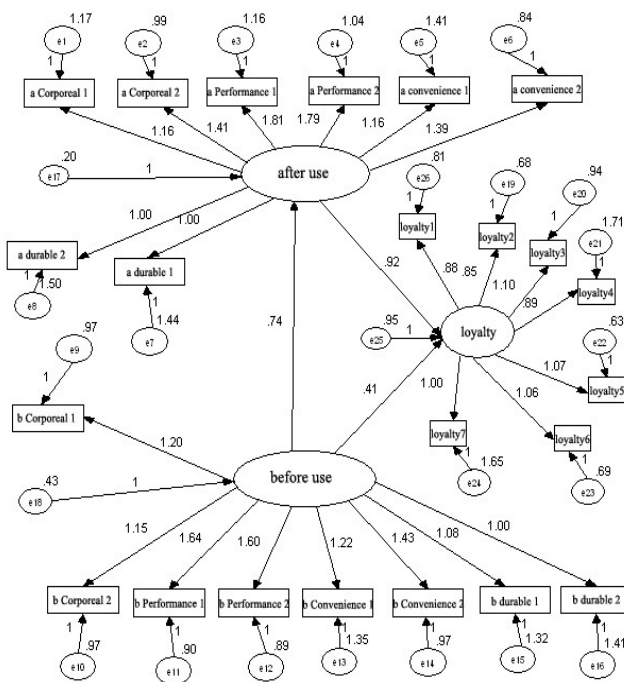 1.17 .99 1.16 1.04 1.41 .84
e1 e2 e3 e4 e5 e6
1 1 1 1 1 1
a Corporeal 1 a Corporeal 2 a Performance 1 a Performance 2 a convenience 1 a convenience 2
1.16 1.41 1.81 1.79 1.16 1.39
.20
e17 1 after use
.81 .68 .94
e26 e19 e20
1 1 1 1.71
e21
1.00 1.00
loyalty1 loyalty2 loyalty3 1
a durable 2 a durable 1 loyalty4
.92 .88 .85 1.10 .89
1 1.50 1
e8 1.44 e7
.97
e9
.74
.95
e25 1 loyalty
.63
e22
1
1 .41 1.00 1.07 loyalty5
b Corporeal 1 1.06
1.20
loyalty7 loyalty6
1 1
.43 1.65 .69
e18 1 before use e24 e23
1.15 1.64 1.60 1.22 1.43 1.08 1.00
b Corporeal 2 b Performance 1 b Performance 2 b Convenience 1 b Convenience 2 b durable 1 b durable 2
1 1 1 1 1 1 1
.97 .90 .89 1.35 .97 1.32 1.41
e10 e11 e12 e13 e14 e15 e16